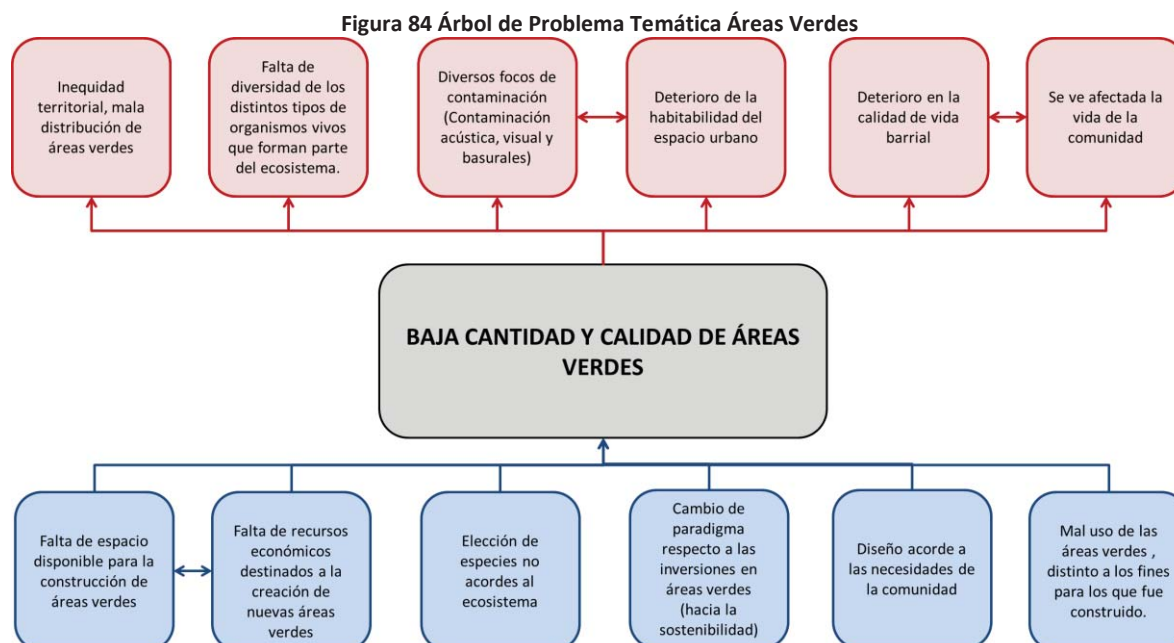 Figura 84 Árbol de Problema Temática Áreas Verdes
Inequidad
territorial, mala
distribución de
áreas verdes
Falta de
diversidad de los
distintos tipos de
organismos vivos
que forman parte
del ecosistema.
Diversos focos de
contaminación
(Contaminación
acústica, visual y
basurales)
Deterioro de la
habitabilidad del
espacio urbano
Deterioro en la
calidad de vida
barrial
Se ve afectada la
vida de la
comunidad
BAJA CANTIDAD Y CALIDAD DE ÁREAS
VERDES
Falta de espacio
disponible para la
construcción de
áreas verdes
Falta de recursos
económicos
destinados a la
creación de
nuevas áreas
verdes
Elección de
especies no
acordes al
ecosistema
Cambio de
paradigma
respecto a las
inversiones en
áreas verdes
(hacia la
sostenibilidad)
Diseño acorde a
las necesidades de
la comunidad
Mal uso de las
áreas verdes ,
distinto a los fines
para los que fue
construido.